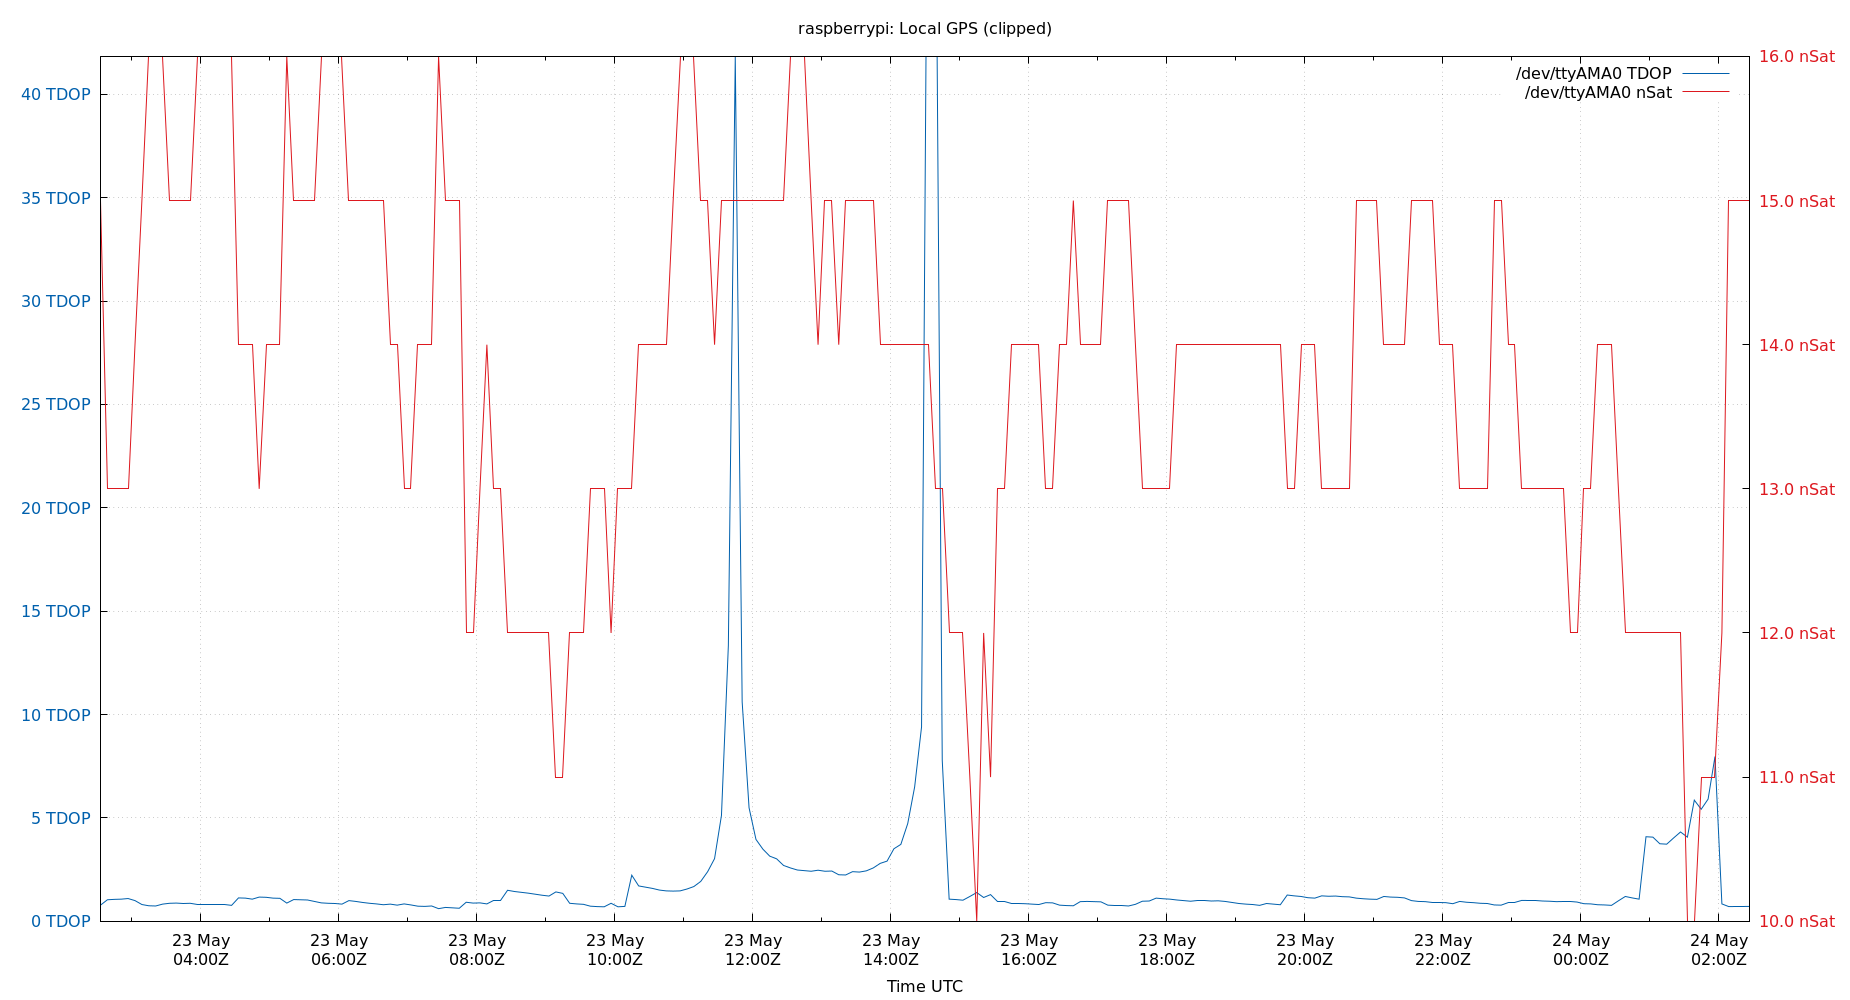 raspberrypi: Local GPS (clipped)
/dev/ttyAMA0 TDOP
/dev/ttyAMA0 nSat
40 TDOP
35 TDOP
30 TDOP
25 TDOP
20 TDOP
15 TDOP
10 TDOP
5 TDOP
0 TDOP
16.0 nSat
15.0 nSat
14.0 nSat
13.0 nSat
12.0 nSat
11.0 nSat
10.0 nSat
23 May
04:00Z
23 May
06:00Z
23 May
08:00Z
23 May
10:00Z
23 May
12:00Z
23 May
14:00Z
23 May
16:00Z
23 May
18:00Z
23 May
20:00Z
23 May
22:00Z
24 May
00:00Z
24 May
02:00Z
Time UTC